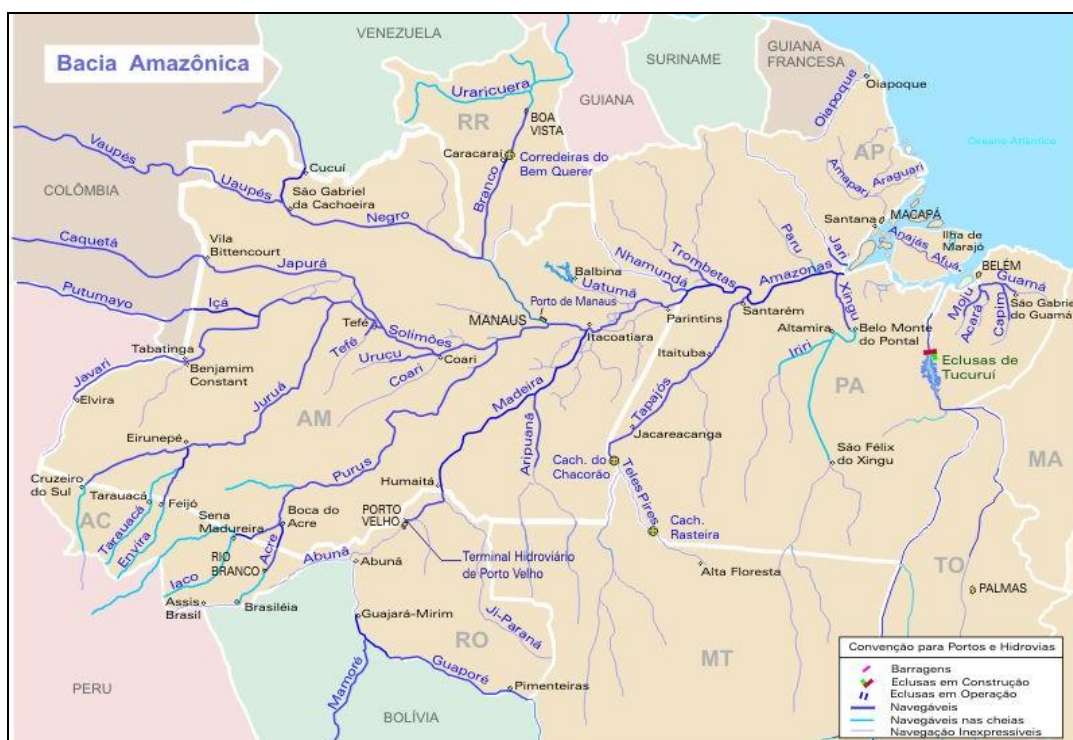 Bacia Amazônica
VENEZUELA
SURINAME
GUIANA
FRANCESA
GUIANA
COLÔMBIA
PERU
BOLÍVIA
Oceano Atlântico
RR
AP
AM
PA
MA
AC
RO
MT
TO
Uraricuera
BOA
VISTA
Caracaraí
Corredeiras do
Bem Querer
Branco
Oiapoque
Oiapoque
Amapari
Araguari
Santana
MACAPÁ
Ilha de
Marajó
Anajás
Afuá
BELÉM
Guamá
São Gabriel
do Guamá
Moju
Acará
Capim
Eclusas de
Tucuruí
Vaupés
Uaupés
Cucuí
São Gabriel
da Cachoeira
Negro
Caquetá
Vila
Bittencourt
Japurá
Putumayo
Içá
Tefé
Tefé
Solimões
Urucu
Coari
Coari
MANAUS
Porto de Manaus
Balbina
Uatumã
Nhamundá
Trombetas
Paru
Jari
Amazonas
Xingu
Itacoatiara
Parintins
Santarém
Altamira
Belo Monte
do Pontal
Iriri
Itaituba
Tapajós
Jacareacanga
São Félix
do Xingu
Tabatinga
Benjamim
Constant
Javari
Elvira
Juruá
Eirunepé
Cruzeiro
do Sul
Tarauacá
Tarauacá
Feijó
Envira
Sena
Madureira
RIO
BRANCO
Iaco
Acre
Boca do
Acre
Purus
Madeira
Aripuanã
Humaitá
PORTO
VELHO
Terminal Hidroviário
de Porto Velho
Abunã
Abunã
Assis
Brasil
Brasiléia
Guajará-Mirim
Mamoré
Guaporé
Ji-Paraná
Pimenteiras
Cach. do
Chacorão
Teles Pires
Cach.
Rasteira
Alta Floresta
PALMAS
Convenção para Portos e Hidrovias
Barragens
Eclusas em Construção
Eclusas em Operação
Navegáveis
Navegáveis nas cheias
Navegação Inexpressíveis